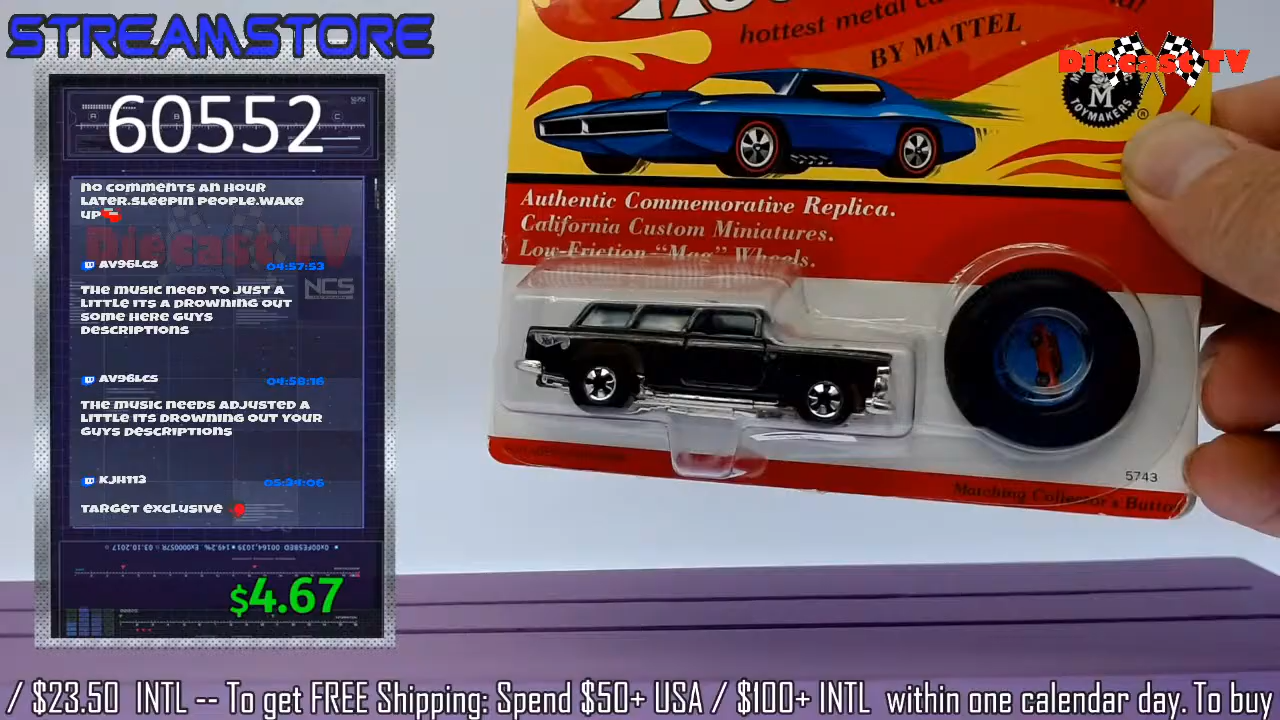 STREAMSTORE
60552
NO COMMENTS AN HOUR
LATER.SLEEPIN PEOPLE.WAKE
UP
Diecast TV
AV96LCS 04:57:53
NCS
THE MUSIC NEED TO JUST A
LITTLE ITS A DROWNING OUT
SOME HERE GUYS
DESCRIPTIONS
AV96LCS 04:58:16
THE MUSIC NEEDS ADJUSTED A
LITTLE ITS DROWNING OUT YOUR
GUYS DESCRIPTIONS
KJH113 05:34:06
TARGET EXCLUSIVE
$4.67
hottest metal
BY MATTEL
Diecast TV
M
TOYMAKERS
Authentic Commemorative Replica.
California Custom Miniatures.
Low-Friction “Mag” Wheels.
5743
Matching Collector's Button
/ $23.50 INTL -- To get FREE Shipping: Spend $50+ USA / $100+ INTL within one calendar day. To buy